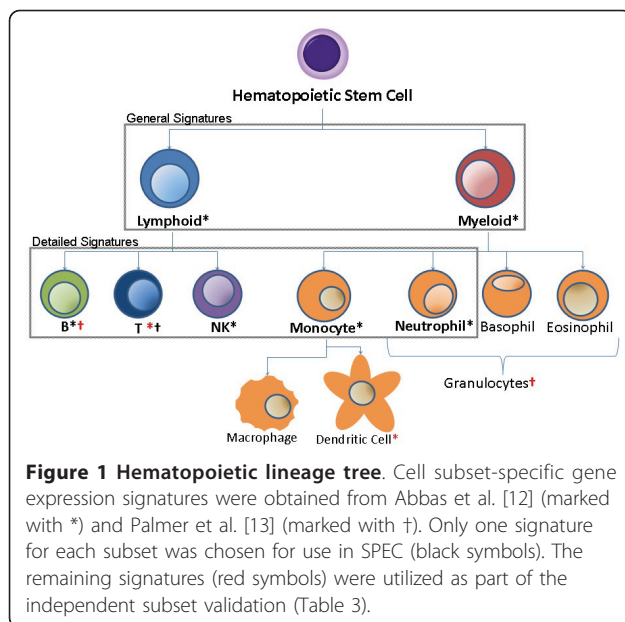 Hematopoietic Stem Cell
General Signatures
Lymphoid* Myeloid*
Detailed Signatures
B*† T *† NK* Monocyte* Neutrophil* Basophil Eosinophil
Granulocytes†
Macrophage Dendritic Cell*
Figure 1 Hematopoietic lineage tree. Cell subset-specific gene
expression signatures were obtained from Abbas et al. [12] (marked
with *) and Palmer et al. [13] (marked with †). Only one signature
for each subset was chosen for use in SPEC (black symbols). The
remaining signatures (red symbols) were utilized as part of the
independent subset validation (Table 3).